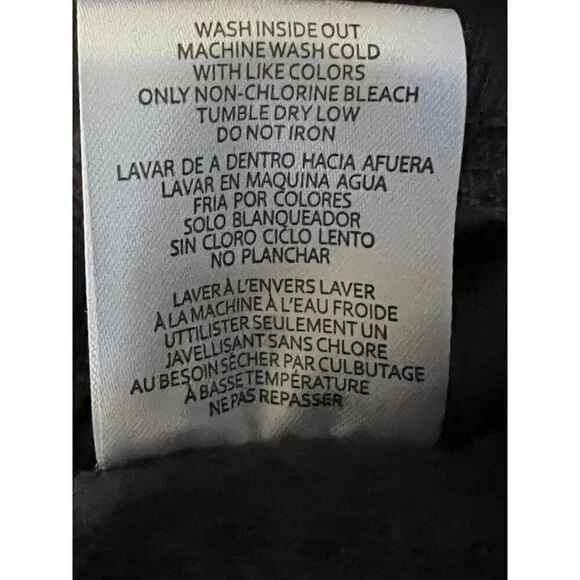 WASH INSIDE OUT
MACHINE WASH COLD
WITH LIKE COLORS
ONLY NON-CHLORINE BLEACH
TUMBLE DRY LOW
DO NOT IRON
LAVAR DE A DENTRO HACIA AFUERA
LAVAR EN MAQUINA AGUA
FRIA POR COLORES
SOLO BLANQUEADOR
SIN CLORO CICLO LENTO
NO PLANCHAR
LAVER À L'ENVERS LAVER
À LA MACHINE À L'EAU FROIDE
UTTILISTER SEULEMENT UN
JAVELLISANT SANS CHLORE
AU BESOIN SÈCHER PAR CULBUTAGE
À BASSE TEMPÉRATURE
NE PAS REPASSER